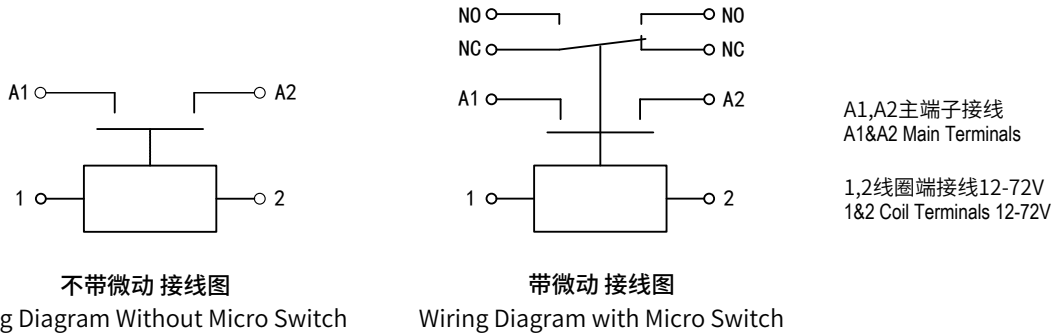 A1
A2
1
2
不带微动 接线图
g Diagram Without Micro Switch
NO
NO
NC
NC
A1
A2
1
2
带微动 接线图
Wiring Diagram with Micro Switch
A1,A2主端子接线
A1&A2 Main Terminals
1,2线圈端接线12-72V
1&2 Coil Terminals 12-72V